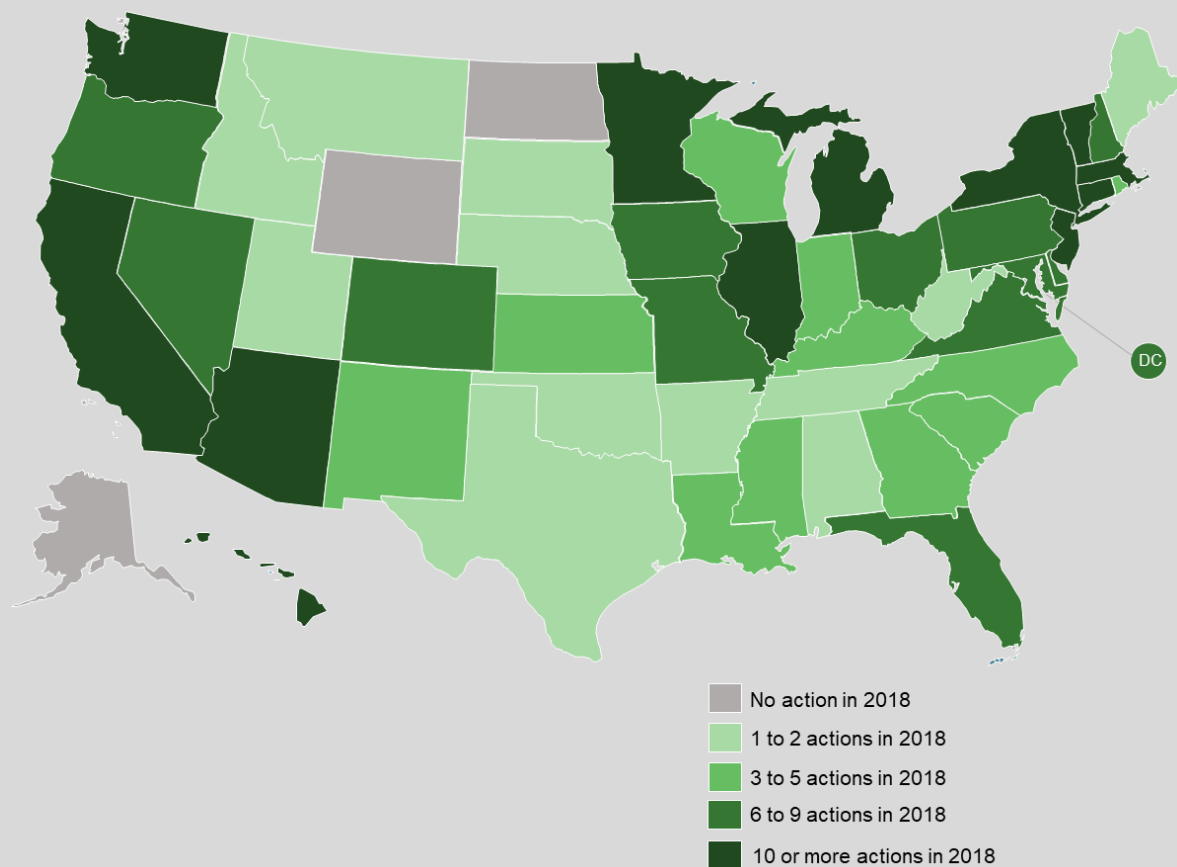 DC
No action in 2018
1 to 2 actions in 2018
3 to 5 actions in 2018
6 to 9 actions in 2018
10 or more actions in 2018